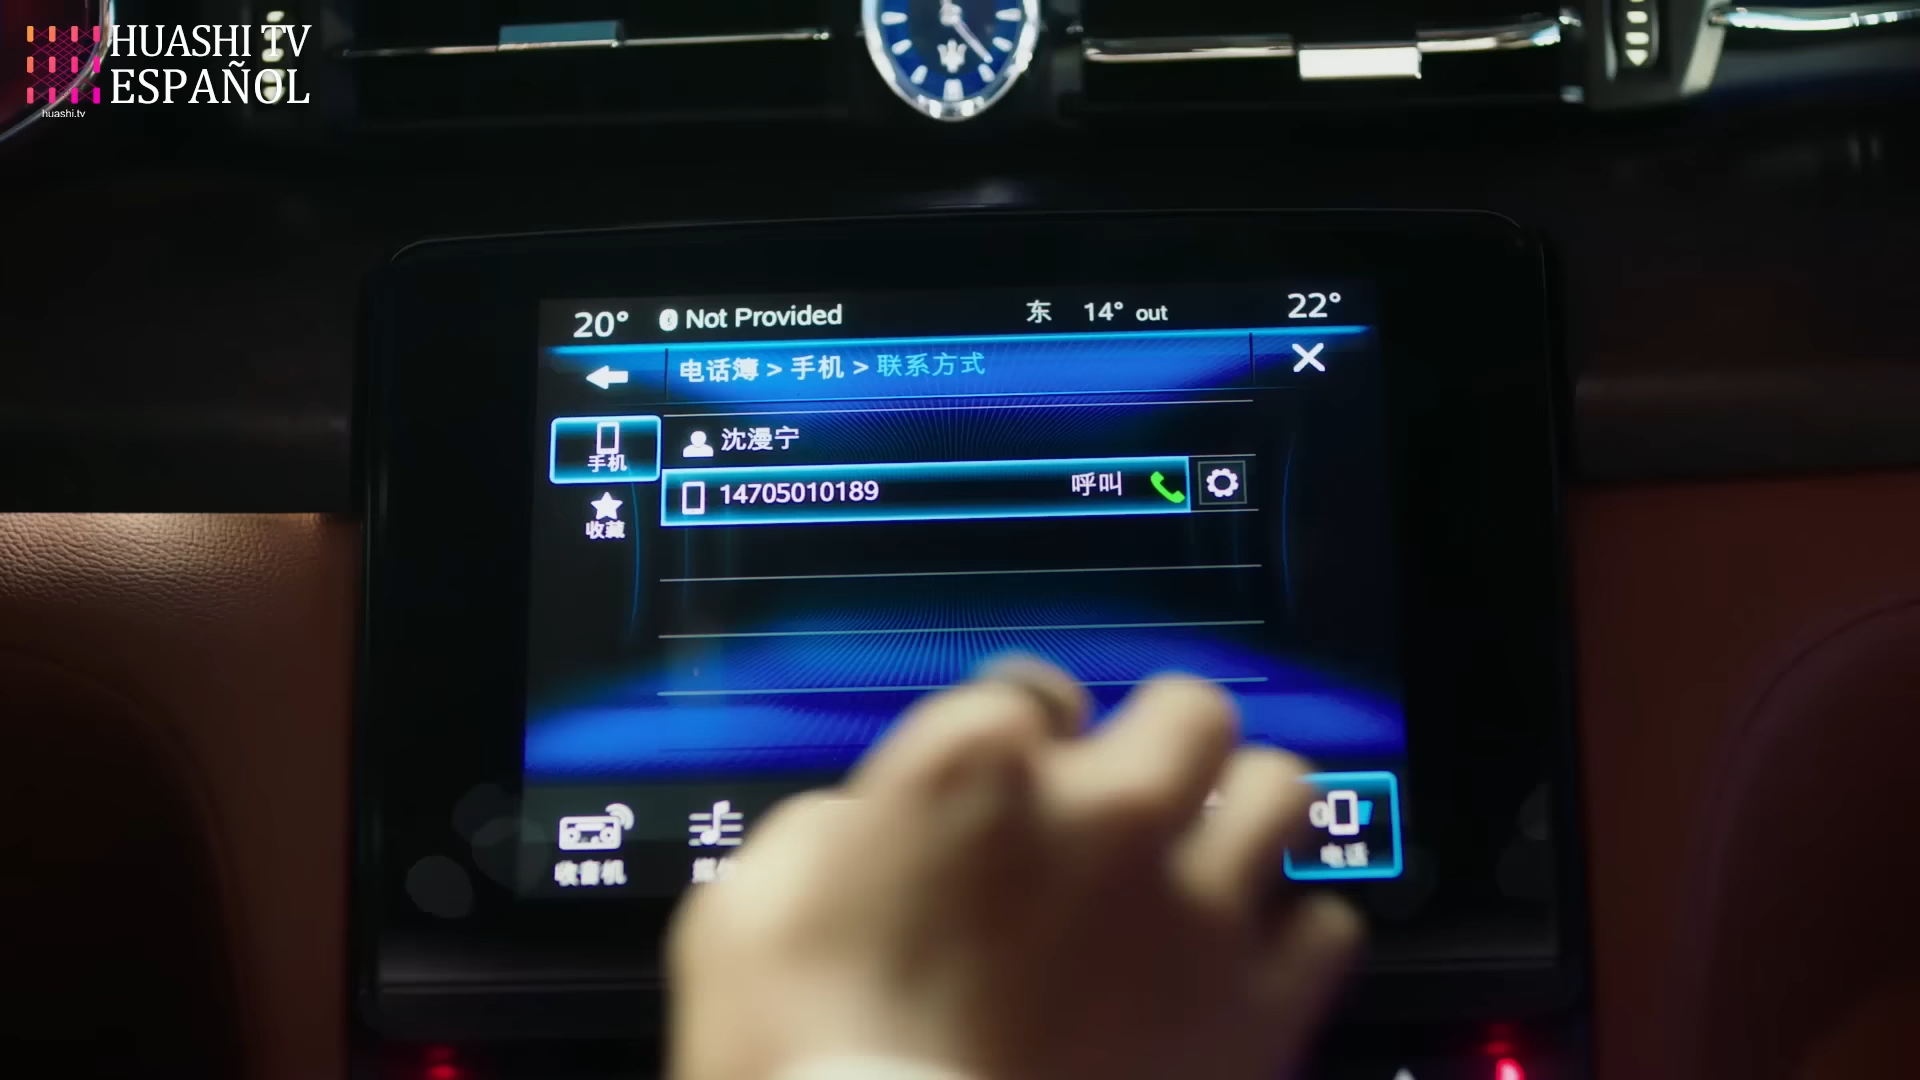 HUASHI TV
ESPAÑOL
huashi.tv
20° Not Provided 东 14° out 22°
电话簿 > 手机 > 联系方式
手机
沈漫宁
14705010189 呼叫
收藏
收音机
电话